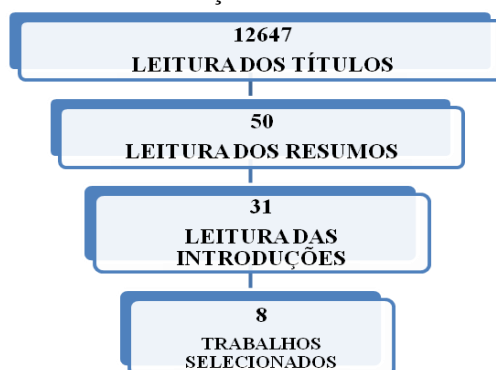 12647
LEITURA DOS TÍTULOS
50
LEITURA DOS RESUMOS
31
LEITURA DAS
INTRODUÇÕES
8
TRABALHOS
SELECIONADOS